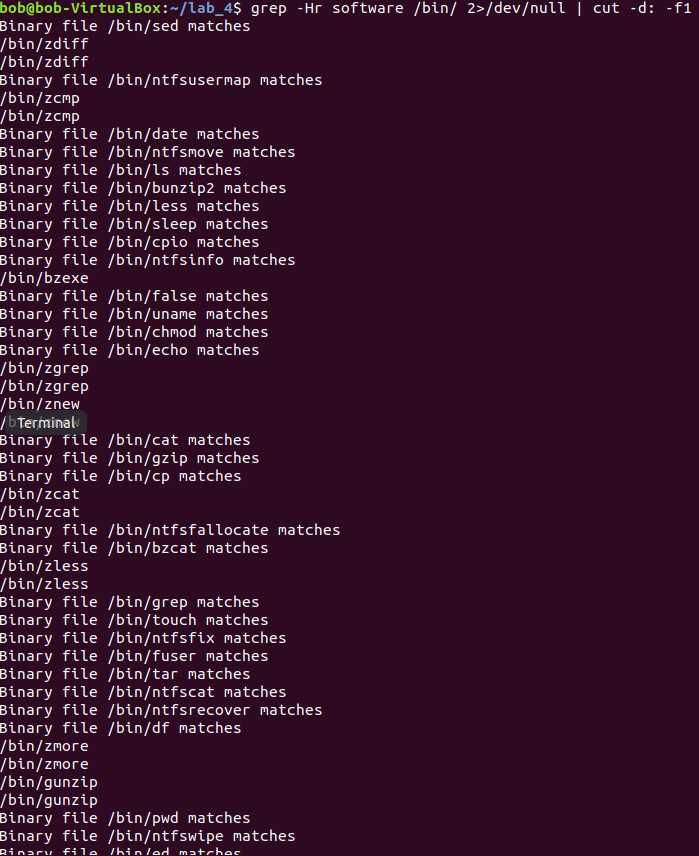 bob@bob-VirtualBox:~/lab_4$ grep -Hr software /bin/ 2>/dev/null | cut -d: -f1
Binary file /bin/sed matches
/bin/zdiff
/bin/zdiff
Binary file /bin/ntfsusermap matches
/bin/zcmp
/bin/zcmp
Binary file /bin/date matches
Binary file /bin/ntfsmove matches
Binary file /bin/ls matches
Binary file /bin/bunzip2 matches
Binary file /bin/less matches
Binary file /bin/sleep matches
Binary file /bin/cpio matches
Binary file /bin/ntfsinfo matches
/bin/bzexe
Binary file /bin/false matches
Binary file /bin/uname matches
Binary file /bin/chmod matches
Binary file /bin/echo matches
/bin/zgrep
/bin/zgrep
/bin/znew
Terminal
Binary file /bin/cat matches
Binary file /bin/gzip matches
Binary file /bin/cp matches
/bin/zcat
/bin/zcat
Binary file /bin/ntfsfallocate matches
Binary file /bin/bzcat matches
/bin/zless
/bin/zless
Binary file /bin/grep matches
Binary file /bin/touch matches
Binary file /bin/ntfsfix matches
Binary file /bin/fuser matches
Binary file /bin/tar matches
Binary file /bin/ntfscat matches
Binary file /bin/ntfsrecover matches
Binary file /bin/df matches
/bin/zmore
/bin/zmore
/bin/gunzip
/bin/gunzip
Binary file /bin/pwd matches
Binary file /bin/ntfswipe matches
Binary file /bin/ed matches